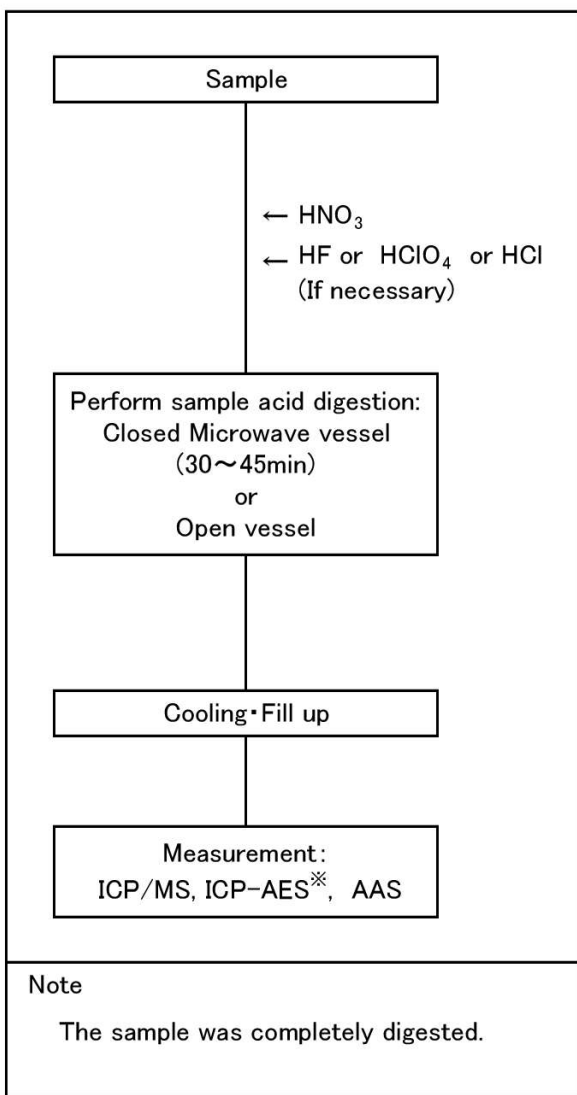 Sample
← HNO₃
← HF or HClO₄ or HCl
(If necessary)
Perform sample acid digestion:
Closed Microwave vessel
(30～45min)
or
Open vessel
Cooling・Fill up
Measurement:
ICP/MS, ICP-AES※, AAS
Note
The sample was completely digested.